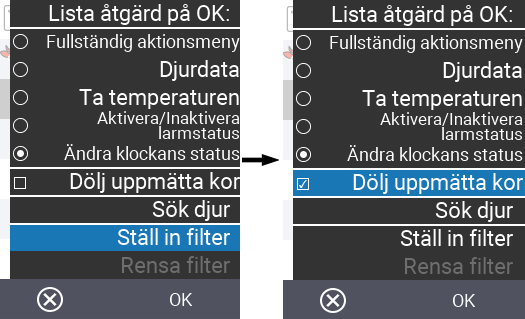 Lista åtgärd på OK:
Fullständig aktionsmeny
Djurdata
Ta temperaturen
Aktivera/Inaktivera
larmstatus
Ändra klockans status
Dölj uppmätta kor
Sök djur
Ställ in filter
Rensa filter
OK
Lista åtgärd på OK:
Fullständig aktionsmeny
Djurdata
Ta temperaturen
Aktivera/Inaktivera
larmstatus
Ändra klockans status
Dölj uppmätta kor
Sök djur
Ställ in filter
Rensa filter
OK